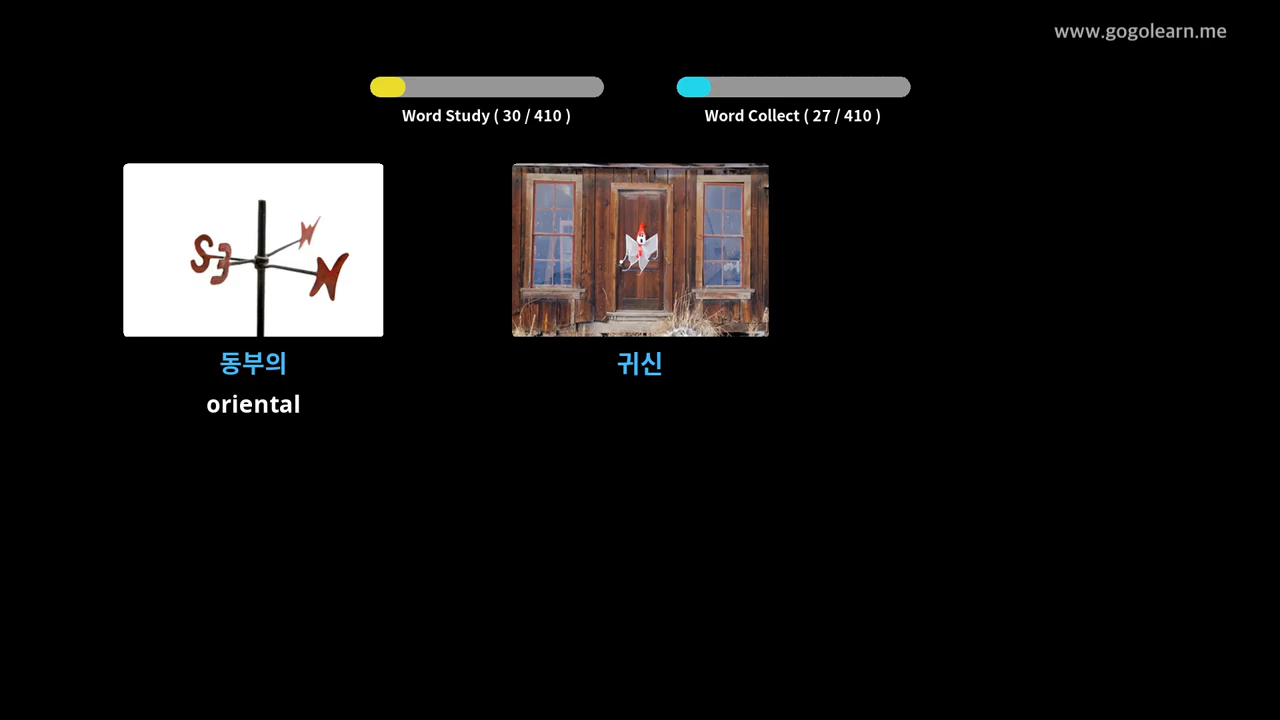 www.gogolearn.me
Word Study ( 30 / 410 )
Word Collect ( 27 / 410 )
S
E
W
N
동부의
귀신
oriental